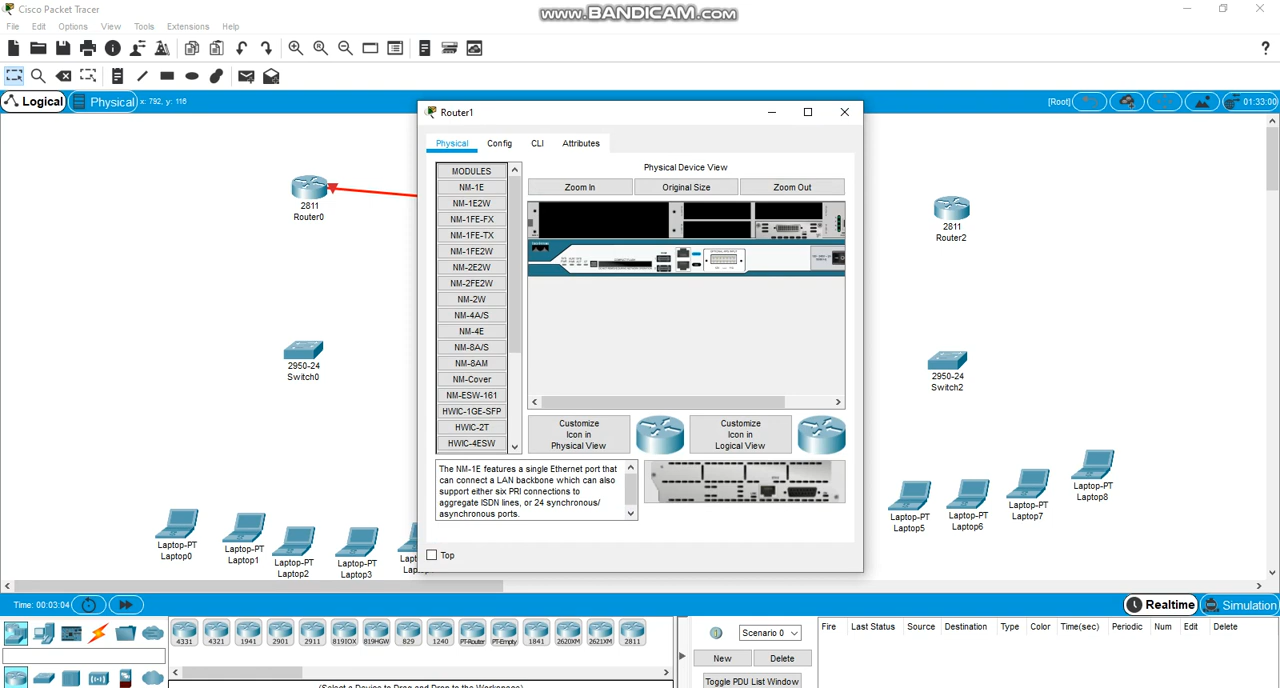 Cisco Packet Tracer
www.BANDICAM.com
File Edit Options View Tools Extensions Help
?
Logical
Physical
x: 792, y: 116
[Root]
01:33:00
Router1
Physical Config CLI Attributes
MODULES
NM-1E
NM-1E2W
NM-1FE-FX
NM-1FE-TX
NM-1FE2W
NM-2E2W
NM-2FE2W
NM-2W
NM-4A/S
NM-4E
NM-8A/S
NM-8AM
NM-Cover
NM-ESW-161
HWIC-1GE-SFP
HWIC-2T
HWIC-4ESW
Physical Device View
Zoom In
Original Size
Zoom Out
Customize
Icon in
Physical View
Customize
Icon in
Logical View
The NM-1E features a single Ethernet port that
can connect a LAN backbone which can also
support either six PRI connections to
aggregate ISDN lines, or 24 synchronous/
asynchronous ports.
Top
2811
Router0
2950-24
Switch0
Laptop-PT
Laptop0
Laptop-PT
Laptop1
Laptop-PT
Laptop2
Laptop-PT
Laptop3
2811
Router2
2950-24
Switch2
Laptop-PT
Laptop5
Laptop-PT
Laptop6
Laptop-PT
Laptop7
Laptop-PT
Laptop8
Time: 00:03:04
Realtime
Simulation
4331
4321
1941
2901
2911
819IOX
819HGW
829
1240
PT-Router
PT-Empty
1841
2620XM
2621XM
2811
(Select a Device to Drag and Drop to the Workspace)
Scenario 0
New
Delete
Toggle PDU List Window
Fire Last Status Source Destination Type Color Time(sec) Periodic Num Edit Delete